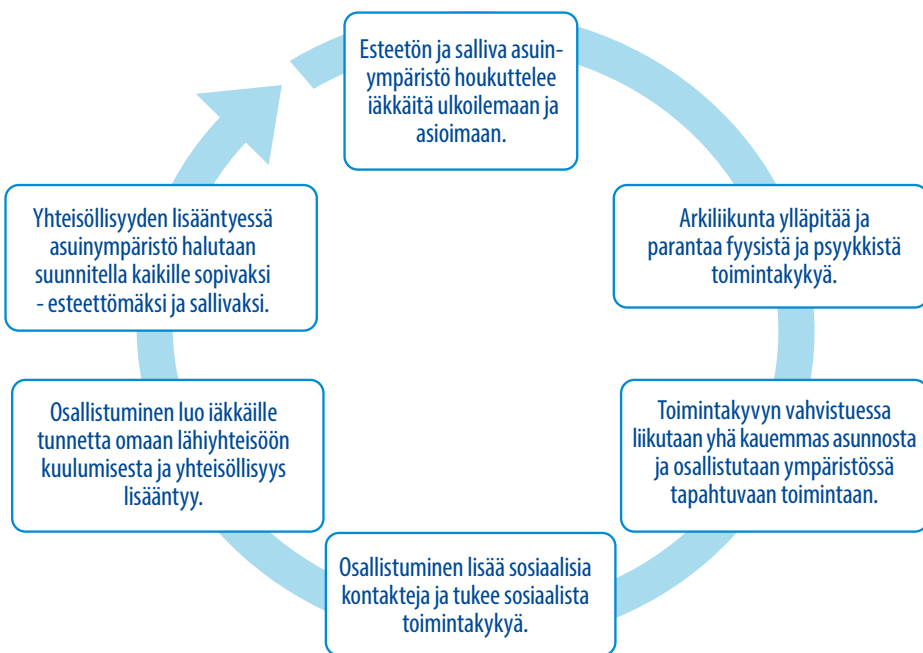 Esteetön ja salliva asuin-
ympäristö houkuttelee
iäkkäitä ulkoilemaan ja
asioimaan.
Arkiliikunta ylläpitää ja
parantaa fyysistä ja psyykkistä
toimintakykyä.
Toimintakyvyn vahvistuessa
liikutaan yhä kauemmas asunnosta
ja osallistutaan ympäristössä
tapahtuvaan toimintaan.
Osallistuminen lisää sosiaalisia
kontakteja ja tukee sosiaalista
toimintakykyä.
Osallistuminen luo iäkkäille
tunnetta omaan lähiyhteisöön
kuulumisesta ja yhteisöllisyys
lisääntyy.
Yhteisöllisyyden lisääntyessä
asuinympäristö halutaan
suunnitella kaikille sopivaksi
- esteettömäksi ja sallivaksi.